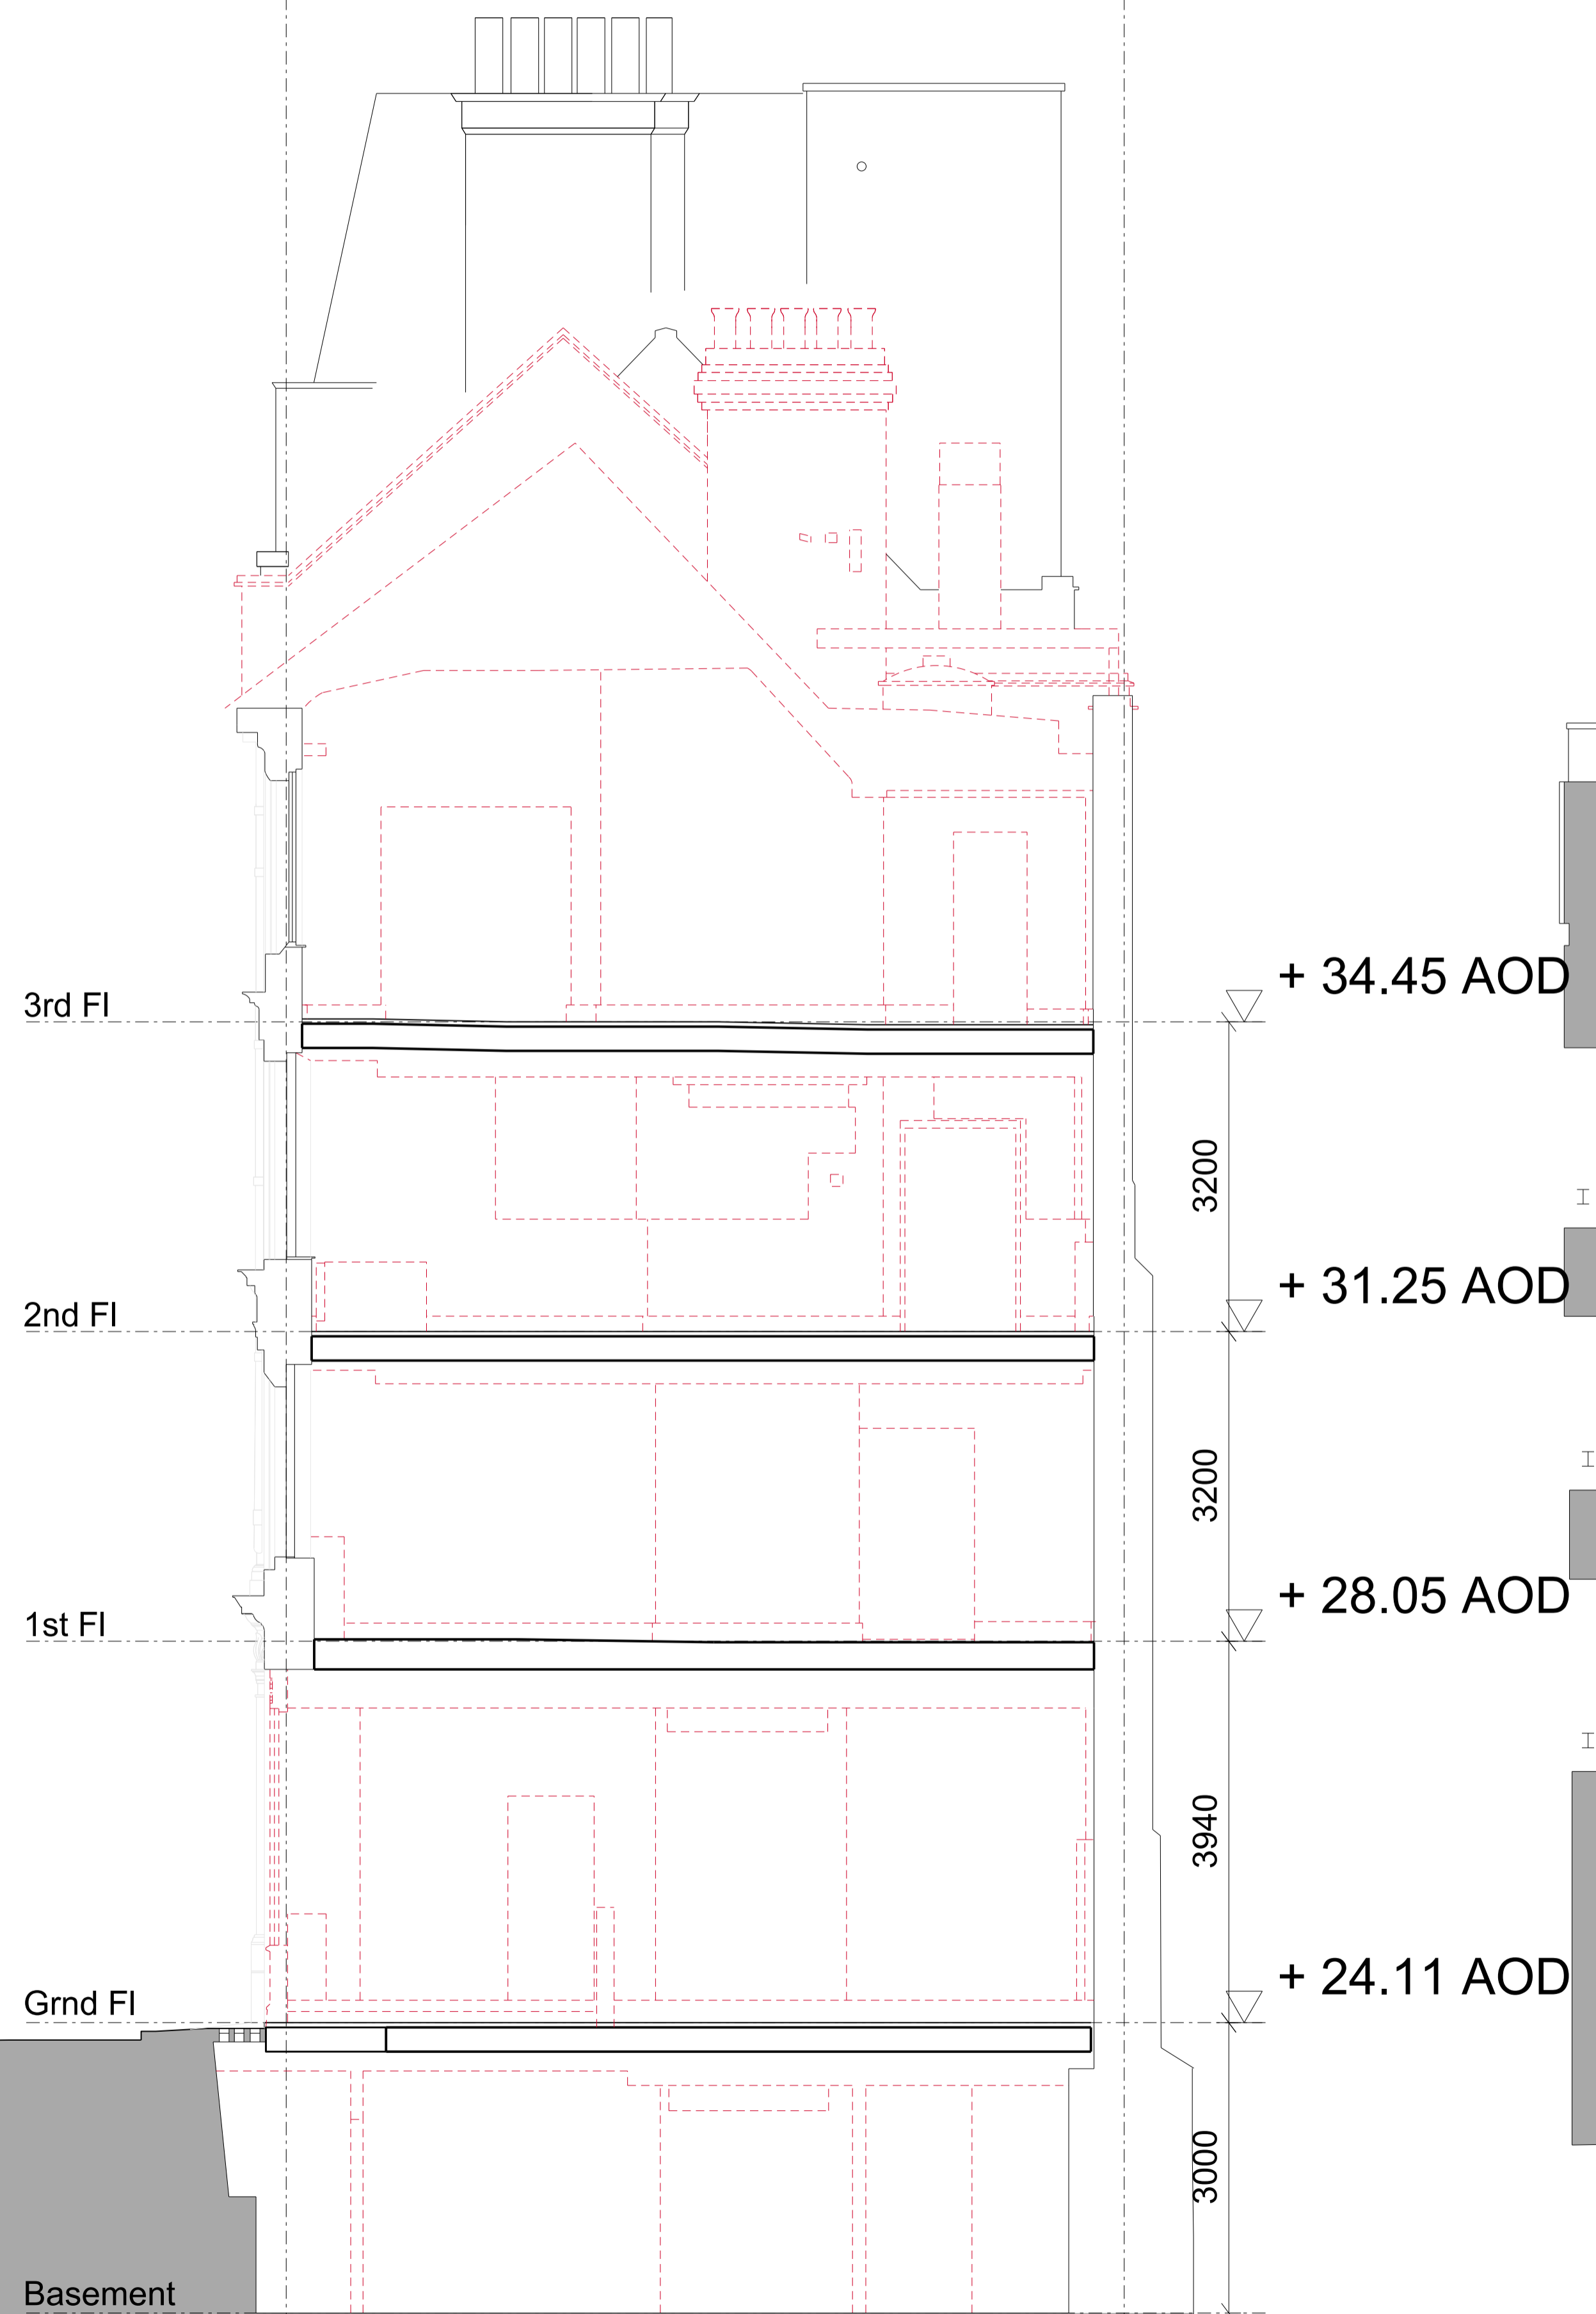 + 34.45 AOD
3rd Fl
3200
+ 31.25 AOD
2nd Fl
3200
+ 28.05 AOD
1st Fl
3940
+ 24.11 AOD
Grnd Fl
3000
Basement